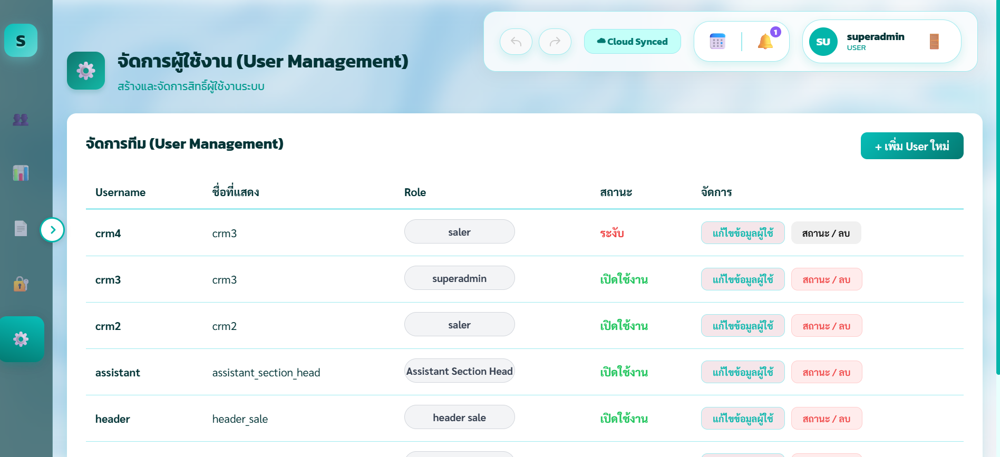 S
จัดการผู้ใช้งาน (User Management)
สร้างและจัดการสิทธิ์ผู้ใช้งานระบบ
Cloud Synced
1
SU
superadmin
USER
จัดการทีม (User Management)
+ เพิ่ม User ใหม่
Username ชื่อที่แสดง Role สถานะ จัดการ
crm4 crm3 saler ระงับ แก้ไขข้อมูลผู้ใช้ สถานะ / ลบ
crm3 crm3 superadmin เปิดใช้งาน แก้ไขข้อมูลผู้ใช้ สถานะ / ลบ
crm2 crm2 saler เปิดใช้งาน แก้ไขข้อมูลผู้ใช้ สถานะ / ลบ
assistant assistant_section_head Assistant Section Head เปิดใช้งาน แก้ไขข้อมูลผู้ใช้ สถานะ / ลบ
header header_sale header sale เปิดใช้งาน แก้ไขข้อมูลผู้ใช้ สถานะ / ลบ